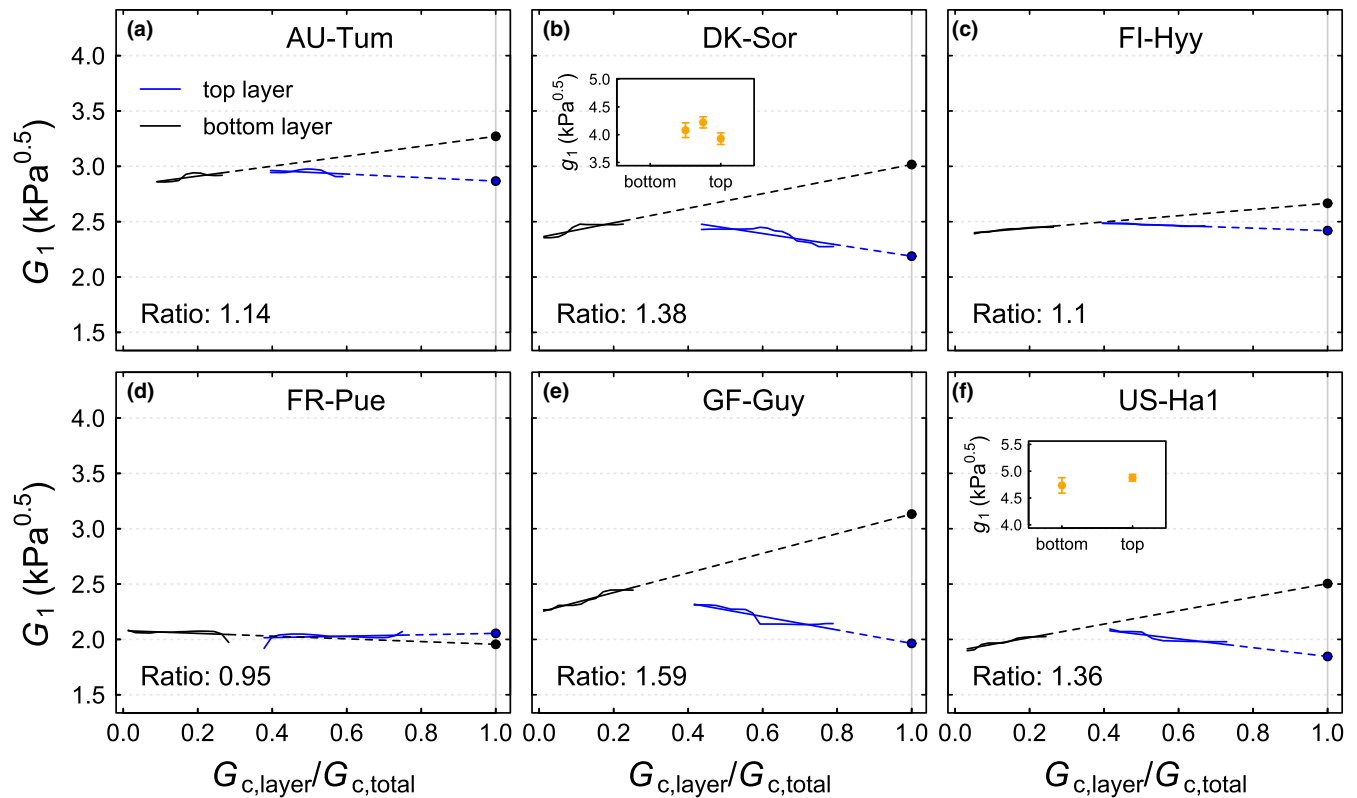 (a) AU-Tum
4.0
3.5
3.0
2.5
2.0
1.5
G1 (kPa0.5)
top layer
bottom layer
Ratio: 1.14
(b) DK-Sor
5.0
4.5
4.0
3.5
g1 (kPa0.5)
bottom top
Ratio: 1.38
(c) FI-Hyy
Ratio: 1.1
(d) FR-Pue
4.0
3.5
3.0
2.5
2.0
1.5
G1 (kPa0.5)
Ratio: 0.95
0.0 0.2 0.4 0.6 0.8 1.0
Gc,layer/Gc,total
(e) GF-Guy
Ratio: 1.59
0.0 0.2 0.4 0.6 0.8 1.0
Gc,layer/Gc,total
(f) US-Ha1
5.5
5.0
4.5
4.0
g1 (kPa0.5)
bottom top
Ratio: 1.36
0.0 0.2 0.4 0.6 0.8 1.0
Gc,layer/Gc,total